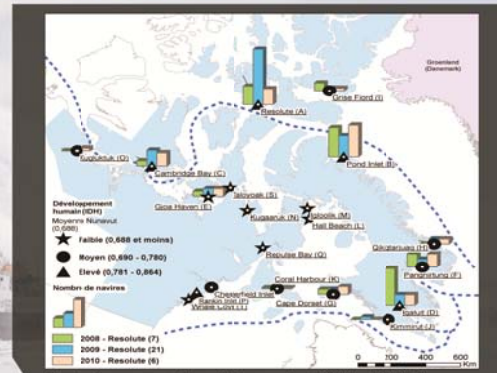 Groenland
(Danemark)
Grise Fiord (I)
Resolute (A)
Pond Inlet (B)
Kugluktuk (O)
Cambridge Bay (C)
Taloyoak (S)
Gjoa Haven (E)
Kugaaruk (N)
Igloolik (M)
Hall Beach (L)
Repulse Bay (Q)
Qikqtarjuaq (H)
Pangnirtung (F)
Coral Harbour (K)
Chesterfield Inlet
Cape Dorset (G)
Rankin Inlet (P)
Whale Cove (T)
Iqaluit (D)
Kimmirut (J)
Développement
humain (IDH)
Moyenne Nunavut
(0,688)
Faible (0,688 et moins)
Moyen (0,690 - 0,780)
Élevé (0,781 - 0,864)
Nombre de navires
2008 - Resolute (7)
2009 - Resolute (21)
2010 - Resolute (6)
0 100 200 400 600
Km